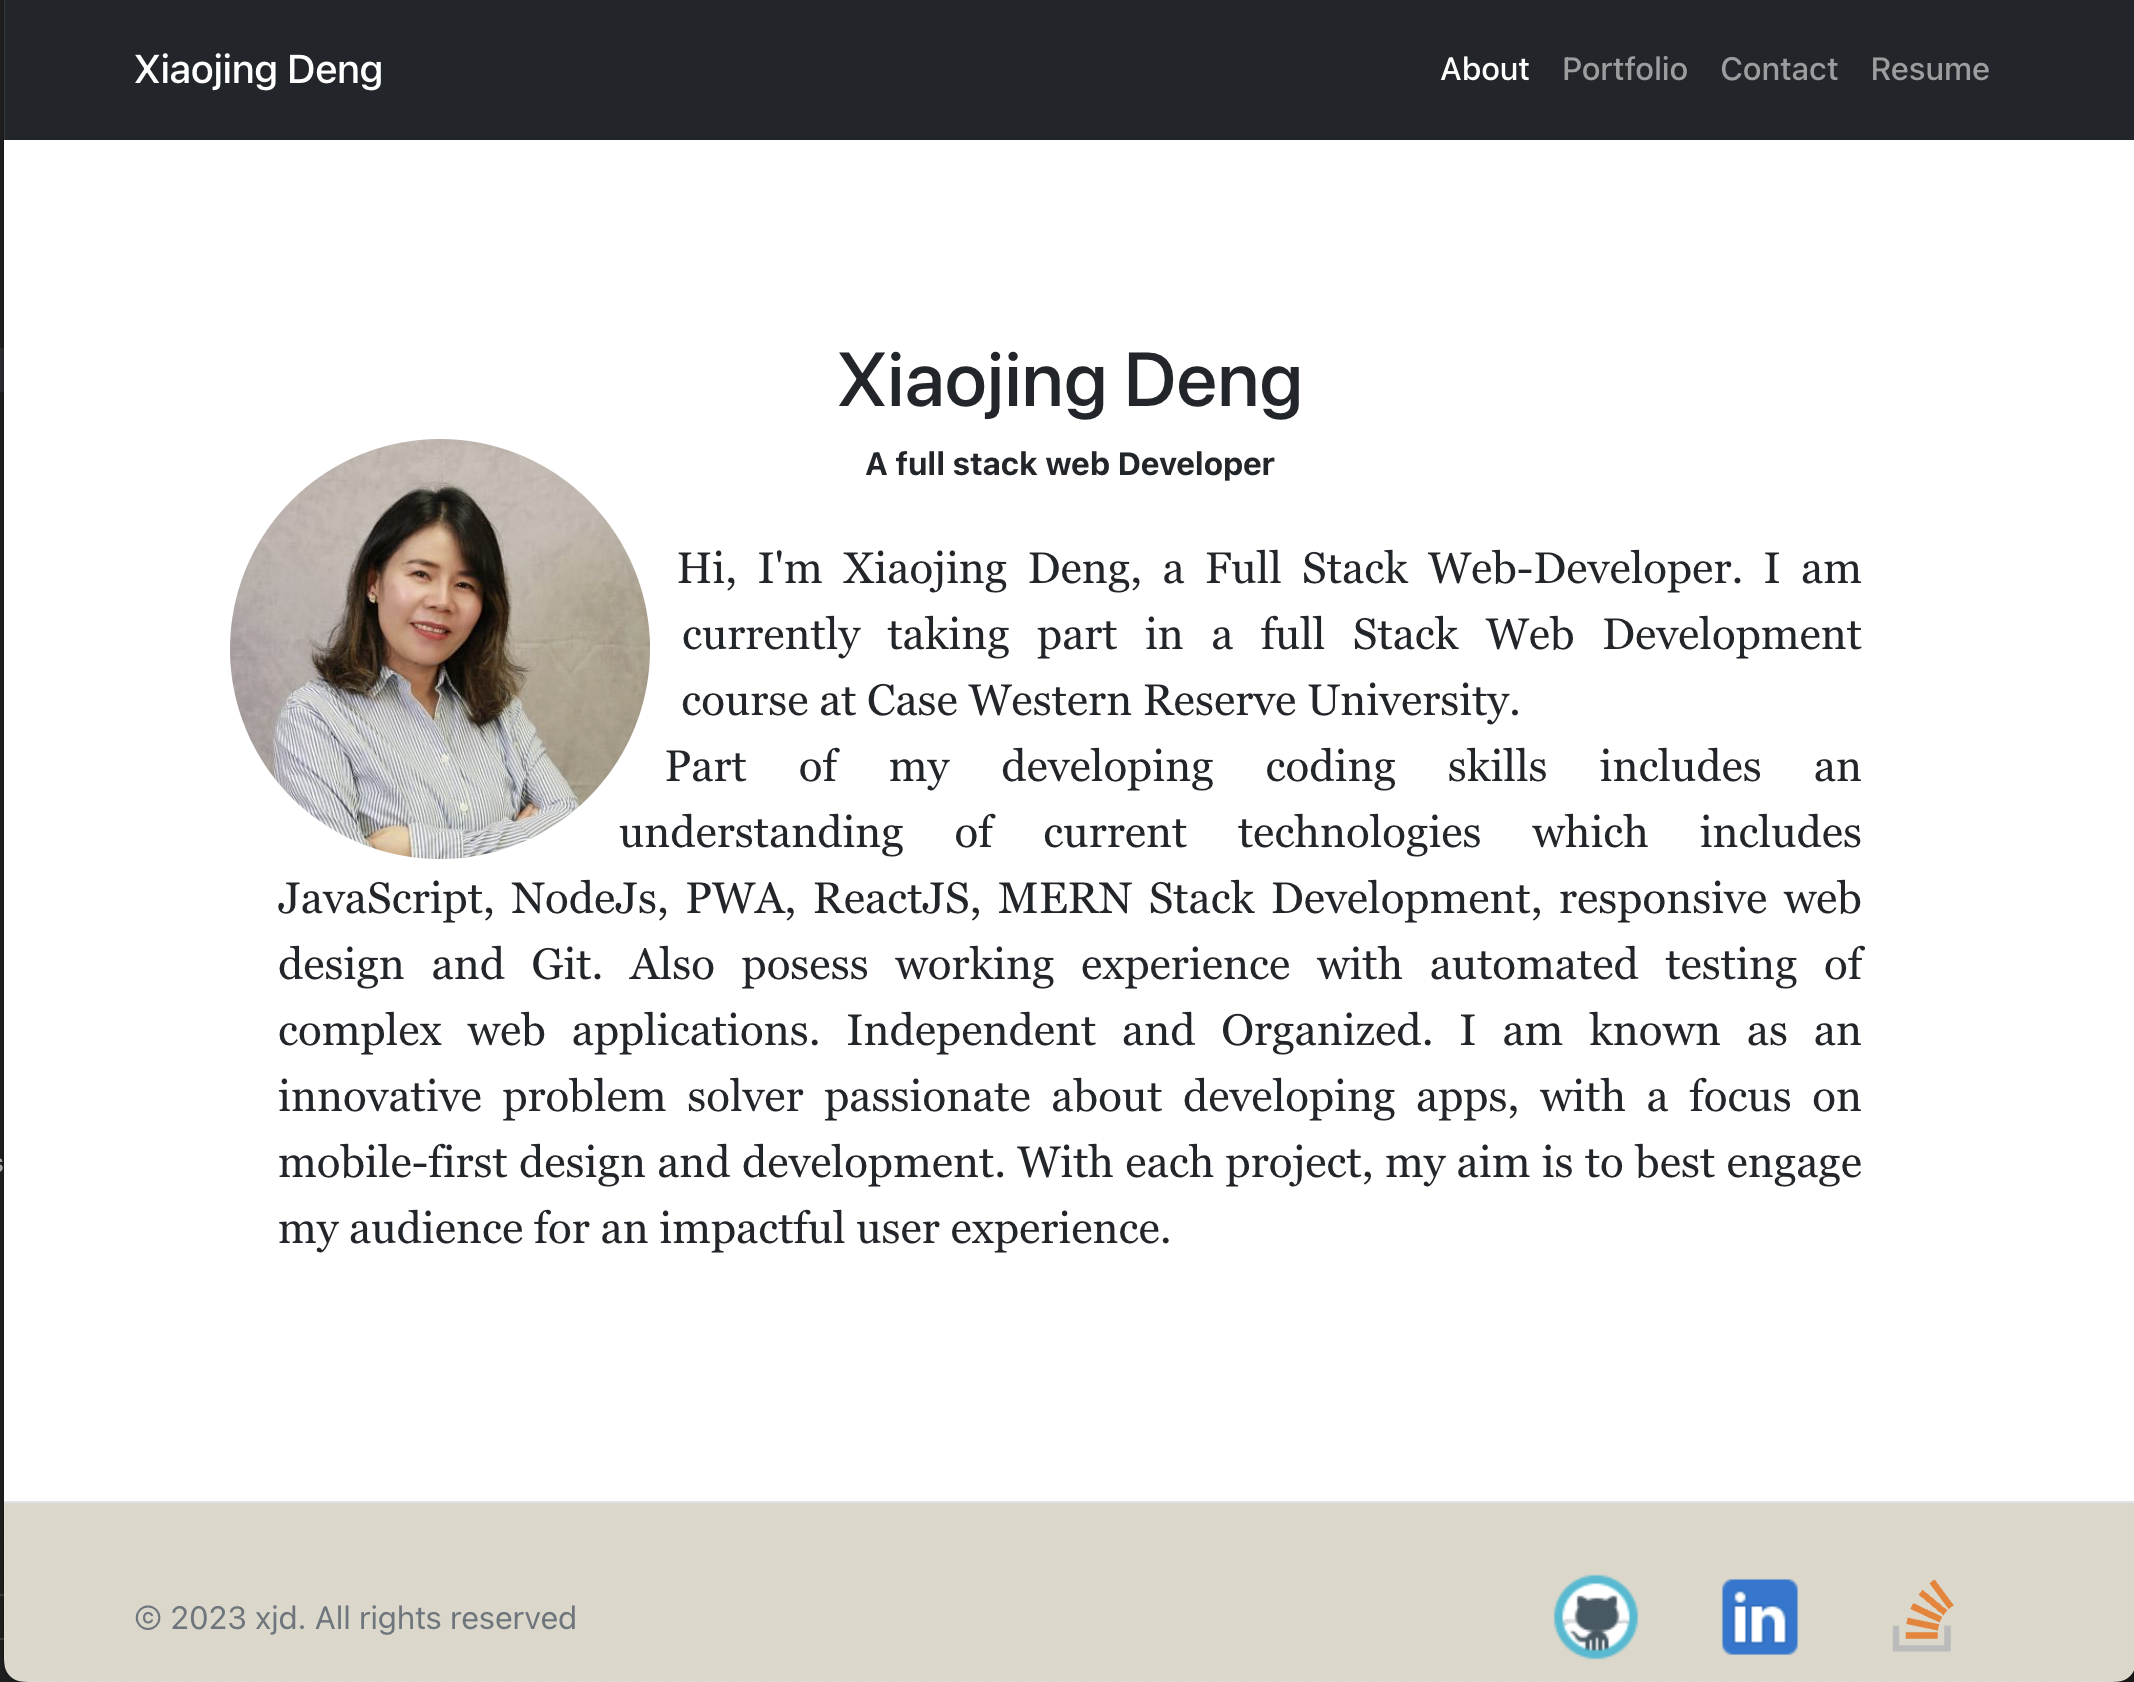 Xiaojing Deng
About Portfolio Contact Resume
Xiaojing Deng
A full stack web Developer
Hi, I'm Xiaojing Deng, a Full Stack Web-Developer. I am
currently taking part in a full Stack Web Development
course at Case Western Reserve University.
Part of my developing coding skills includes an
understanding of current technologies which includes
JavaScript, NodeJs, PWA, ReactJS, MERN Stack Development, responsive web
design and Git. Also posess working experience with automated testing of
complex web applications. Independent and Organized. I am known as an
innovative problem solver passionate about developing apps, with a focus on
mobile-first design and development. With each project, my aim is to best engage
my audience for an impactful user experience.
© 2023 xjd. All rights reserved
in